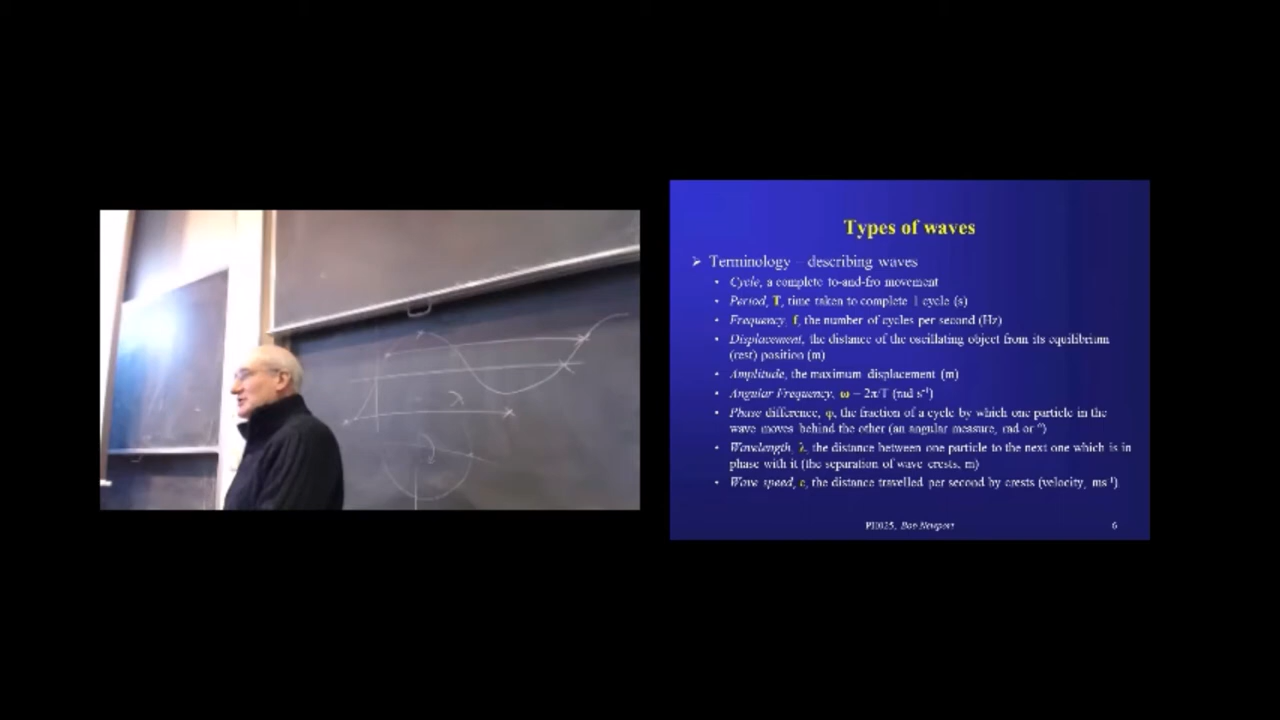 Types of waves
➢ Terminology – describing waves
• Cycle, a complete to-and-fro movement
• Period, T, time taken to complete 1 cycle (s)
• Frequency, f, the number of cycles per second (Hz)
• Displacement, the distance of the oscillating object from its equilibrium
(rest) position (m)
• Amplitude, the maximum displacement (m)
• Angular Frequency, ω = 2π/T (rad s⁻¹)
• Phase difference, φ, the fraction of a cycle by which one particle in the
wave moves behind the other (an angular measure, rad or °)
• Wavelength, λ, the distance between one particle to the next one which is in
phase with it (the separation of wave crests, m)
• Wave speed, c, the distance travelled per second by crests (velocity, ms⁻¹)
PH025, Bob Newport
6